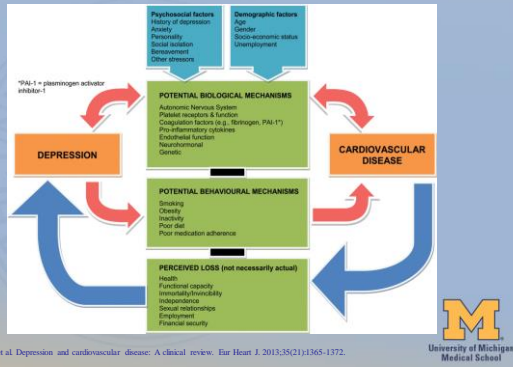 Psychosocial factors
History of depression
Anxiety
Personality
Social isolation
Bereavement
Other stressors
Demographic factors
Age
Gender
Socio-economic status
Unemployment
*PAI-1 = plasminogen activator
inhibitor-1
POTENTIAL BIOLOGICAL MECHANISMS
Autonomic Nervous System
Platelet receptors & function
Coagulation factors (e.g., fibrinogen, PAI-1*)
Pro-inflammatory cytokines
Endothelial function
Neurohormonal
Genetic
DEPRESSION
CARDIOVASCULAR
DISEASE
POTENTIAL BEHAVIOURAL MECHANISMS
Smoking
Obesity
Inactivity
Poor diet
Poor medication adherence
PERCEIVED LOSS (not necessarily actual)
Health
Functional capacity
Immortality/Invincibility
Independence
Sexual relationships
Employment
Financial security
et al. Depression and cardiovascular disease: A clinical review. Eur Heart J. 2013;35(21):1365-1372.
M
University of Michigan
Medical School